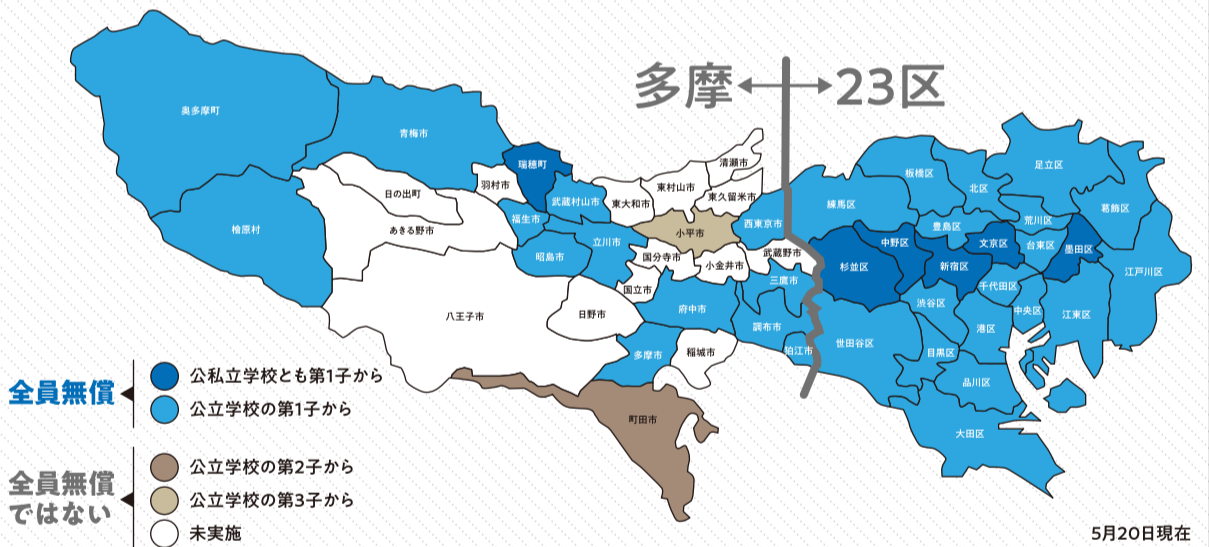 多摩 23区
奥多摩町
青梅市
瑞穂町
羽村市
日の出町
あきる野市
檜原村
福生市
武蔵村山市
昭島市
立川市
東大和市
東村山市
清瀬市
東久留米市
小平市
西東京市
国分寺市
小金井市
武蔵野市
国立市
三鷹市
八王子市
日野市
府中市
調布市
狛江市
多摩市
稲城市
町田市
練馬区
板橋区
北区
足立区
葛飾区
豊島区
荒川区
杉並区
中野区
新宿区
文京区
台東区
墨田区
江戸川区
千代田区
渋谷区
中央区
江東区
港区
世田谷区
目黒区
品川区
大田区
全員無償
公私立学校とも第1子から
公立学校の第1子から
全員無償
ではない
公立学校の第2子から
公立学校の第3子から
未実施
5月20日現在